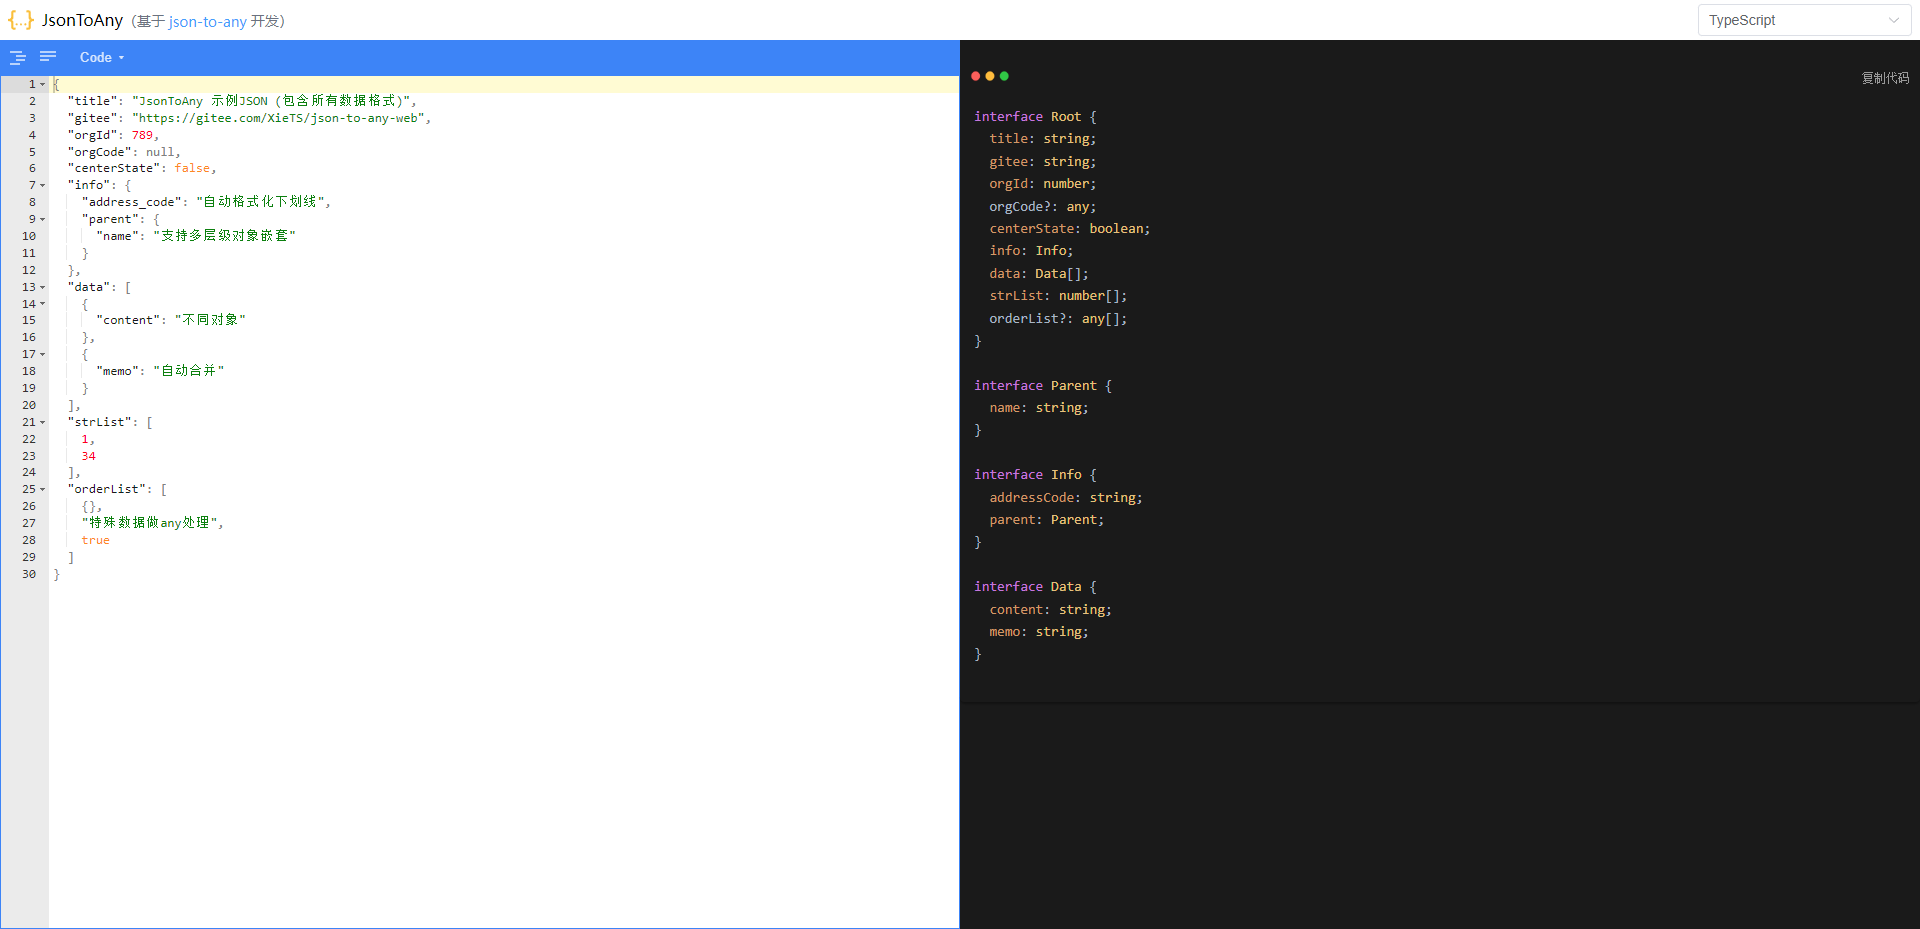 {...} JsonToAny (基于 json-to-any 开发)
TypeScript
Code
1 {
2 "title": "JsonToAny 示例JSON (包含所有数据格式)",
3 "gitee": "https://gitee.com/XieTS/json-to-any-web",
4 "orgId": 789,
5 "orgCode": null,
6 "centerState": false,
7 "info": {
8 "address_code": "自动格式化下划线",
9 "parent": {
10 "name": "支持多层级对象嵌套"
11 }
12 },
13 "data": [
14 {
15 "content": "不同对象"
16 },
17 {
18 "memo": "自动合并"
19 }
20 ],
21 "strList": [
22 1,
23 34
24 ],
25 "orderList": [
26 {},
27 "特殊数据做any处理",
28 true
29 ]
30 }
复制代码
interface Root {
title: string;
gitee: string;
orgId: number;
orgCode?: any;
centerState: boolean;
info: Info;
data: Data[];
strList: number[];
orderList?: any[];
}
interface Parent {
name: string;
}
interface Info {
addressCode: string;
parent: Parent;
}
interface Data {
content: string;
memo: string;
}